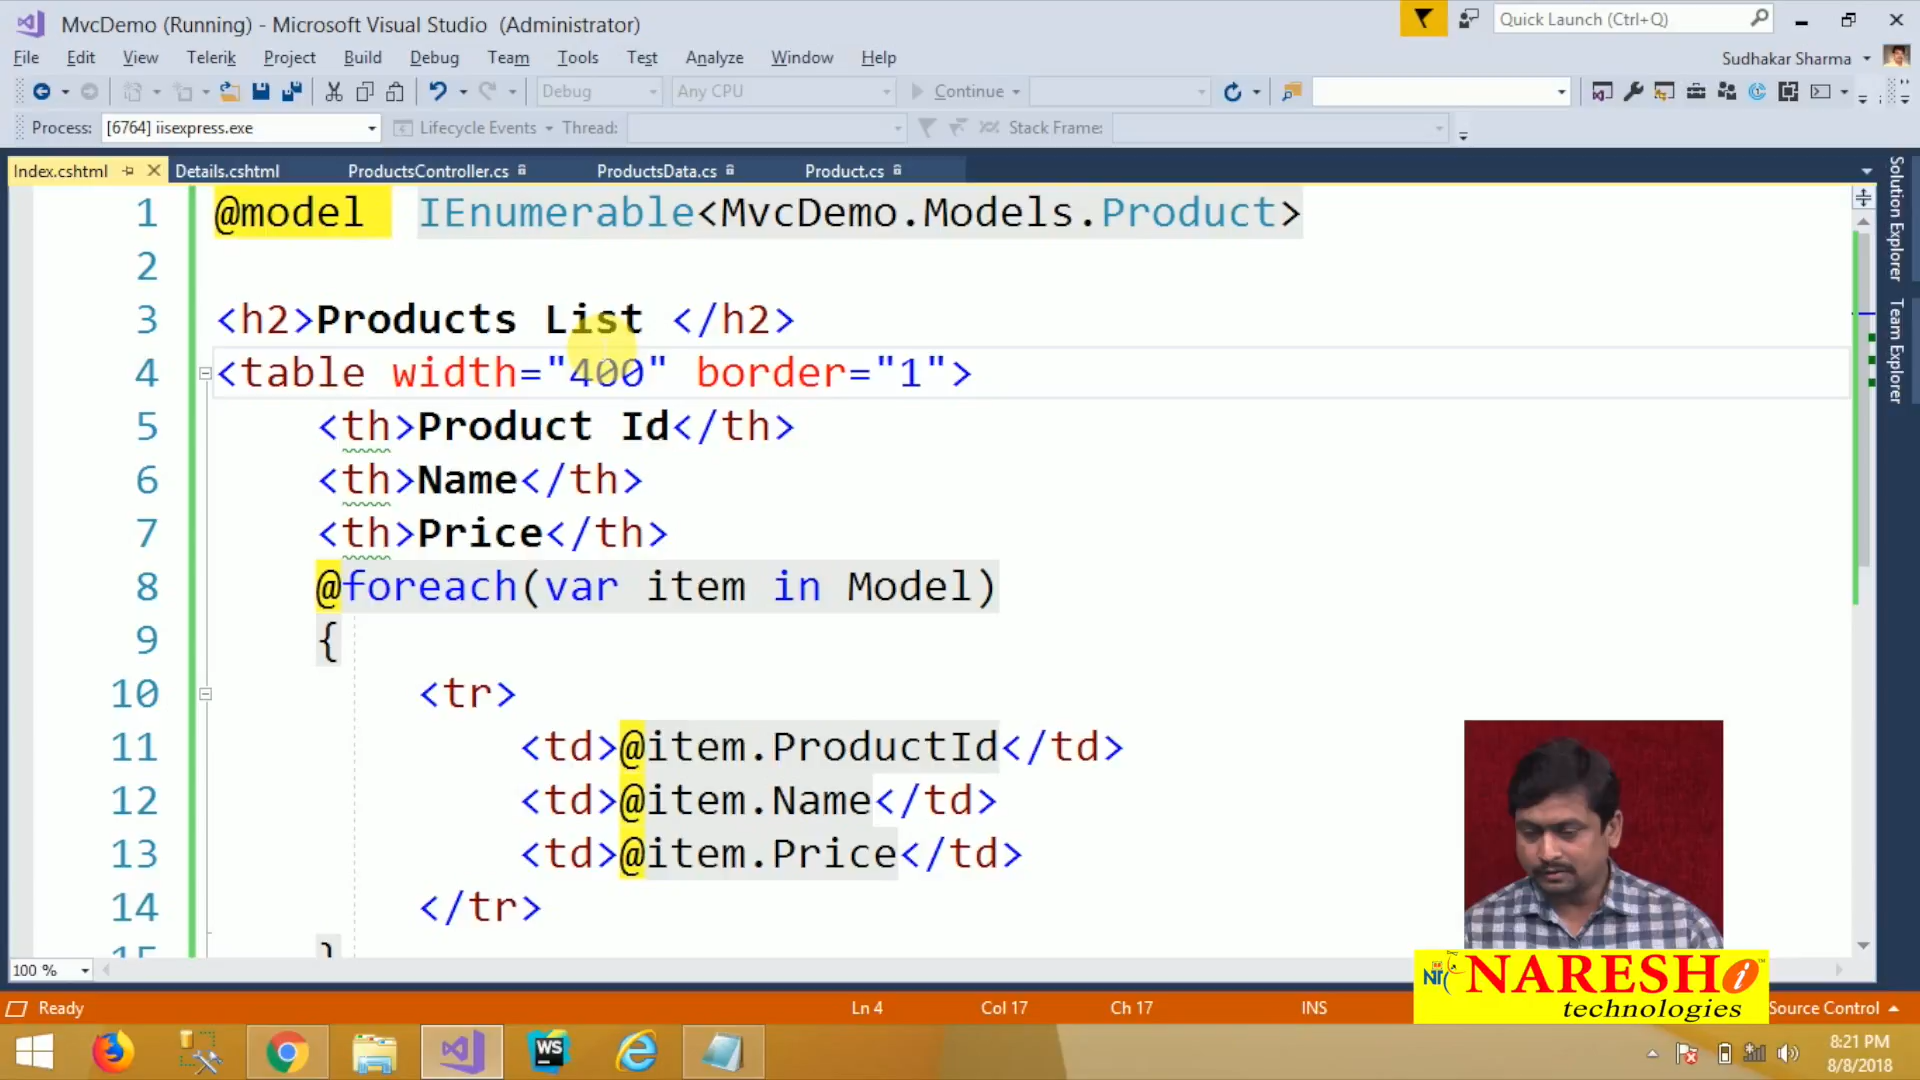 MvcDemo (Running) - Microsoft Visual Studio (Administrator)
Quick Launch (Ctrl+Q)
File Edit View Telerik Project Build Debug Team Tools Test Analyze Window Help
Sudhakar Sharma
Debug Any CPU Continue
Process: [6764] iisexpress.exe Lifecycle Events Thread: Stack Frame:
Index.cshtml Details.cshtml ProductsController.cs ProductsData.cs Product.cs
Solution Explorer
Team Explorer
1 @model IEnumerable<MvcDemo.Models.Product>
2
3 <h2>Products List </h2>
4 <table width="400" border="1">
5 <th>Product Id</th>
6 <th>Name</th>
7 <th>Price</th>
8 @foreach(var item in Model)
9 {
10 <tr>
11 <td>@item.ProductId</td>
12 <td>@item.Name</td>
13 <td>@item.Price</td>
14 </tr>
15 }
100 %
NARESH i
technologies
Ready Ln 4 Col 17 Ch 17 INS Source Control
WS
8:21 PM
8/8/2018